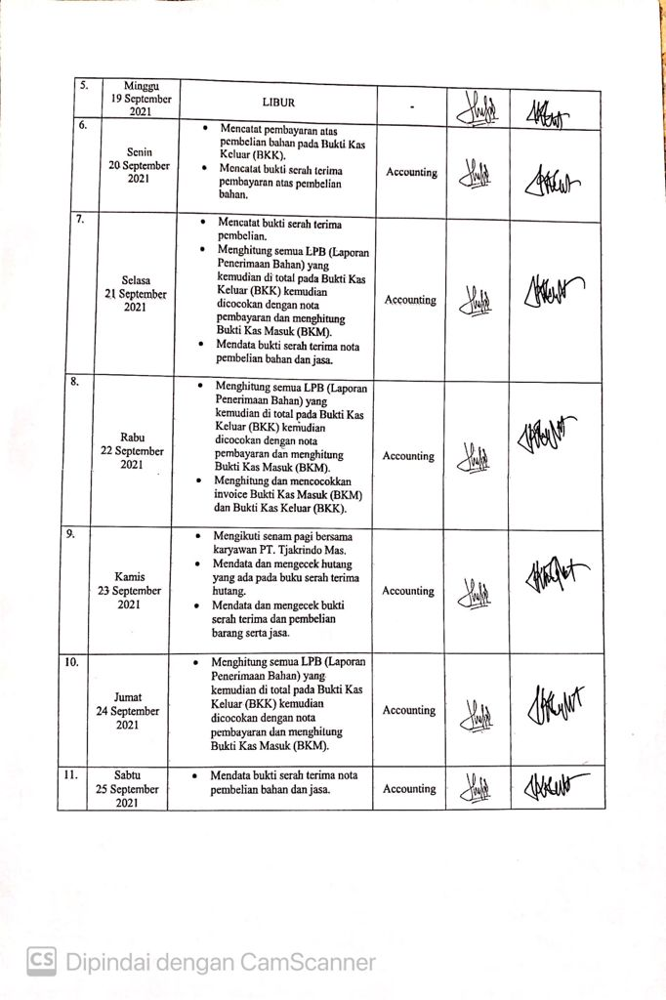 5.
Minggu
19 September
2021
LIBUR
-
6.
Senin
20 September
2021
• Mencatat pembayaran atas
pembelian bahan pada Bukti Kas
Keluar (BKK).
• Mencatat bukti serah terima
pembayaran atas pembelian
bahan.
Accounting
7.
Selasa
21 September
2021
• Mencatat bukti serah terima
pembelian.
• Menghitung semua LPB (Laporan
Penerimaan Bahan) yang
kemudian di total pada Bukti Kas
Keluar (BKK) kemudian
dicocokan dengan nota
pembayaran dan menghitung
Bukti Kas Masuk (BKM).
• Mendata bukti serah terima nota
pembelian bahan dan jasa.
Accounting
8.
Rabu
22 September
2021
• Menghitung semua LPB (Laporan
Penerimaan Bahan) yang
kemudian di total pada Bukti Kas
Keluar (BKK) kemudian
dicocokan dengan nota
pembayaran dan menghitung
Bukti Kas Masuk (BKM).
• Menghitung dan mencocokkan
invoice Bukti Kas Masuk (BKM)
dan Bukti Kas Keluar (BKK).
Accounting
9.
Kamis
23 September
2021
• Mengikuti senam pagi bersama
karyawan PT. Tjakrindo Mas.
• Mendata dan mengecek hutang
yang ada pada buku serah terima
hutang.
• Mendata dan mengecek bukti
serah terima dan pembelian
barang serta jasa.
Accounting
10.
Jumat
24 September
2021
• Menghitung semua LPB (Laporan
Penerimaan Bahan) yang
kemudian di total pada Bukti Kas
Keluar (BKK) kemudian
dicocokan dengan nota
pembayaran dan menghitung
Bukti Kas Masuk (BKM).
Accounting
11.
Sabtu
25 September
2021
• Mendata bukti serah terima nota
pembelian bahan dan jasa.
Accounting
CS Dipindai dengan CamScanner